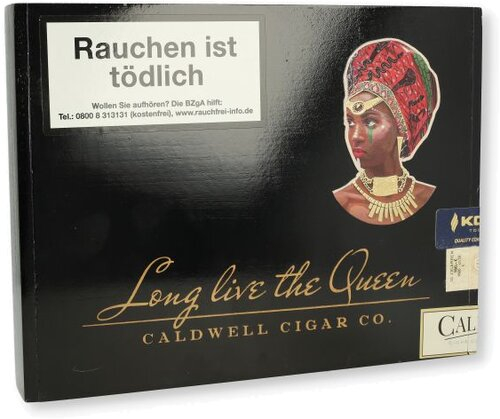 Rauchen ist
tödlich
Wollen Sie aufhören? Die BZgA hilft:
Tel.: 0800 8 313131 (kostenfrei), www.rauchfrei-info.de
Long live the Queen
CALDWELL CIGAR CO.
CAL